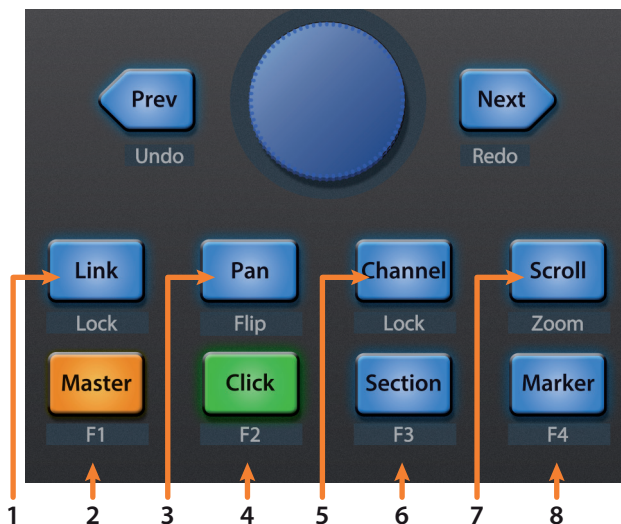 Prev Next
Undo Redo
Link Pan Channel Scroll
Lock Flip Lock Zoom
Master Click Section Marker
F1 F2 F3 F4
1 2 3 4 5 6 7 8